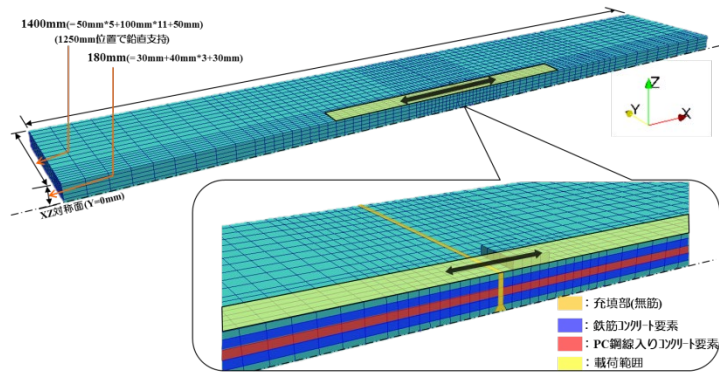 1400mm(=50mm*5+100mm*11+50mm)
(1250mm位置で鉛直支持)
180mm(=30mm+40mm*3+30mm)
Z
Y
X
XZ対称面(Y=0mm)
：充填部(無筋)
：鉄筋コンクリート要素
：PC鋼線入りコンクリート要素
：載荷範囲